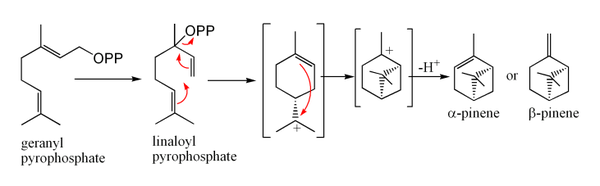 OPP
OPP
+
+
-H+
or
geranyl
pyrophosphate
linaloyl
pyrophosphate
α-pinene
β-pinene